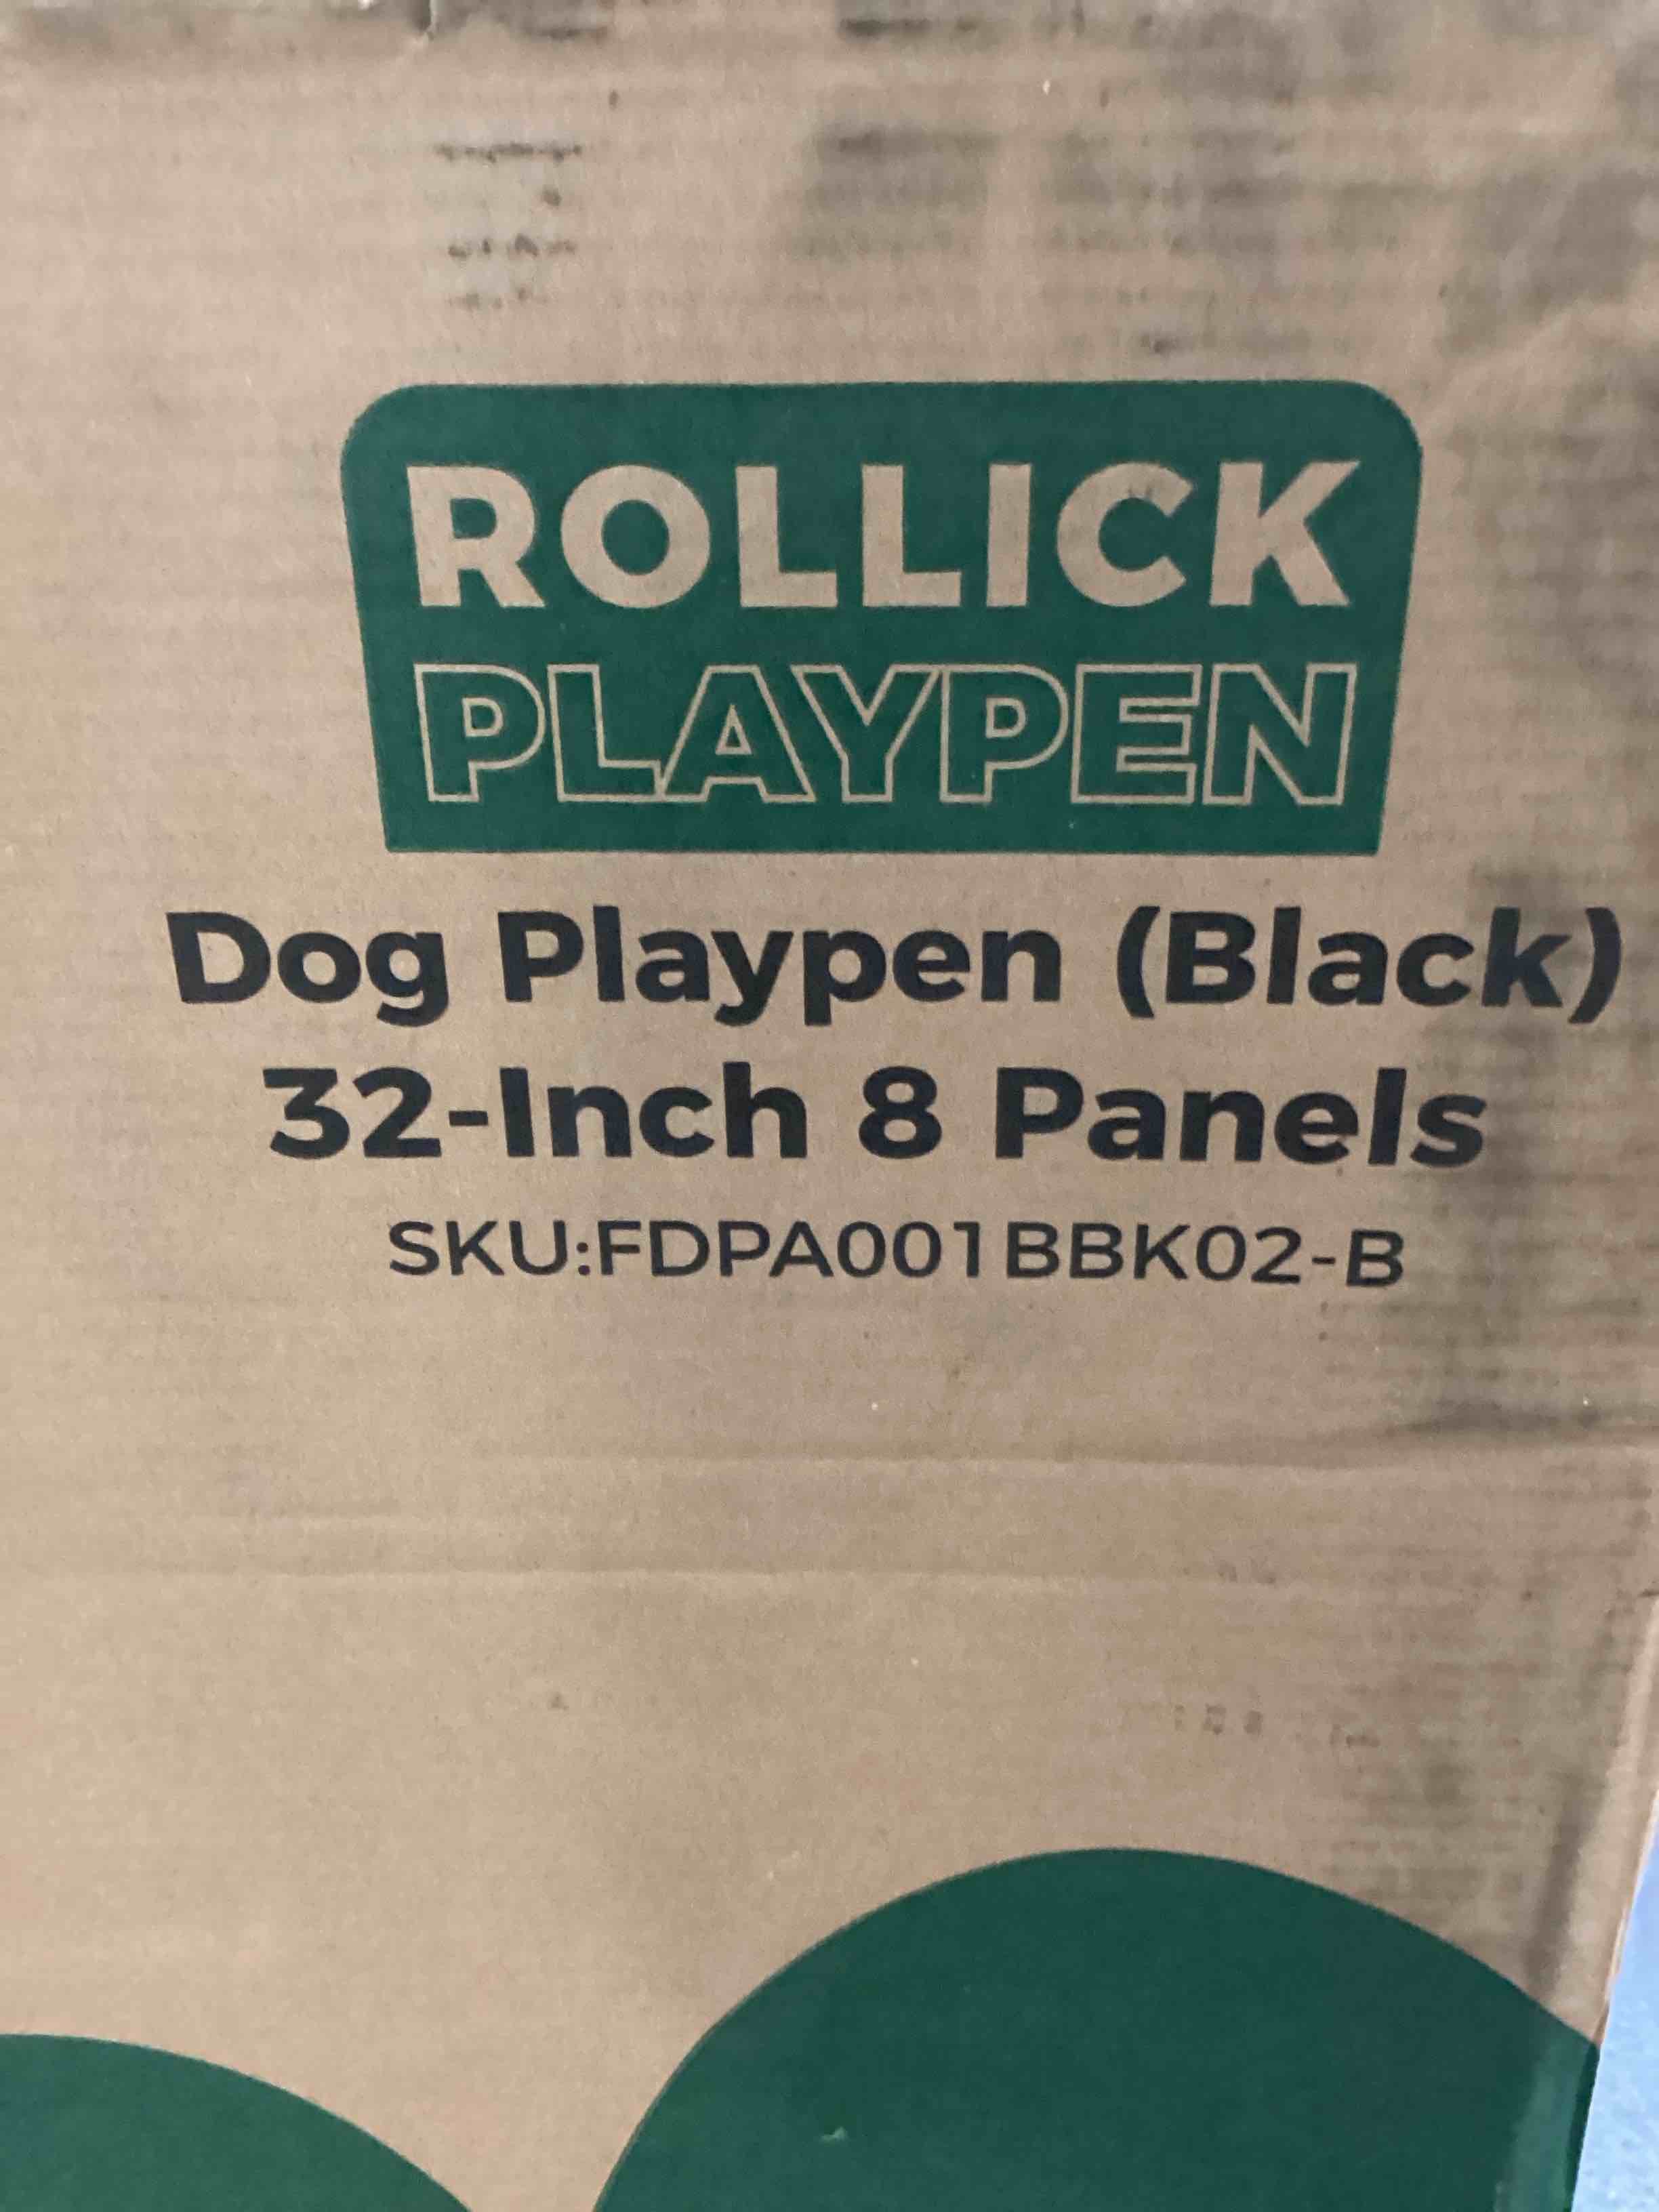 ROLLICK
PLAYPEN
Dog Playpen (Black)
32-Inch 8 Panels
SKU:FDPA001BBK02-B